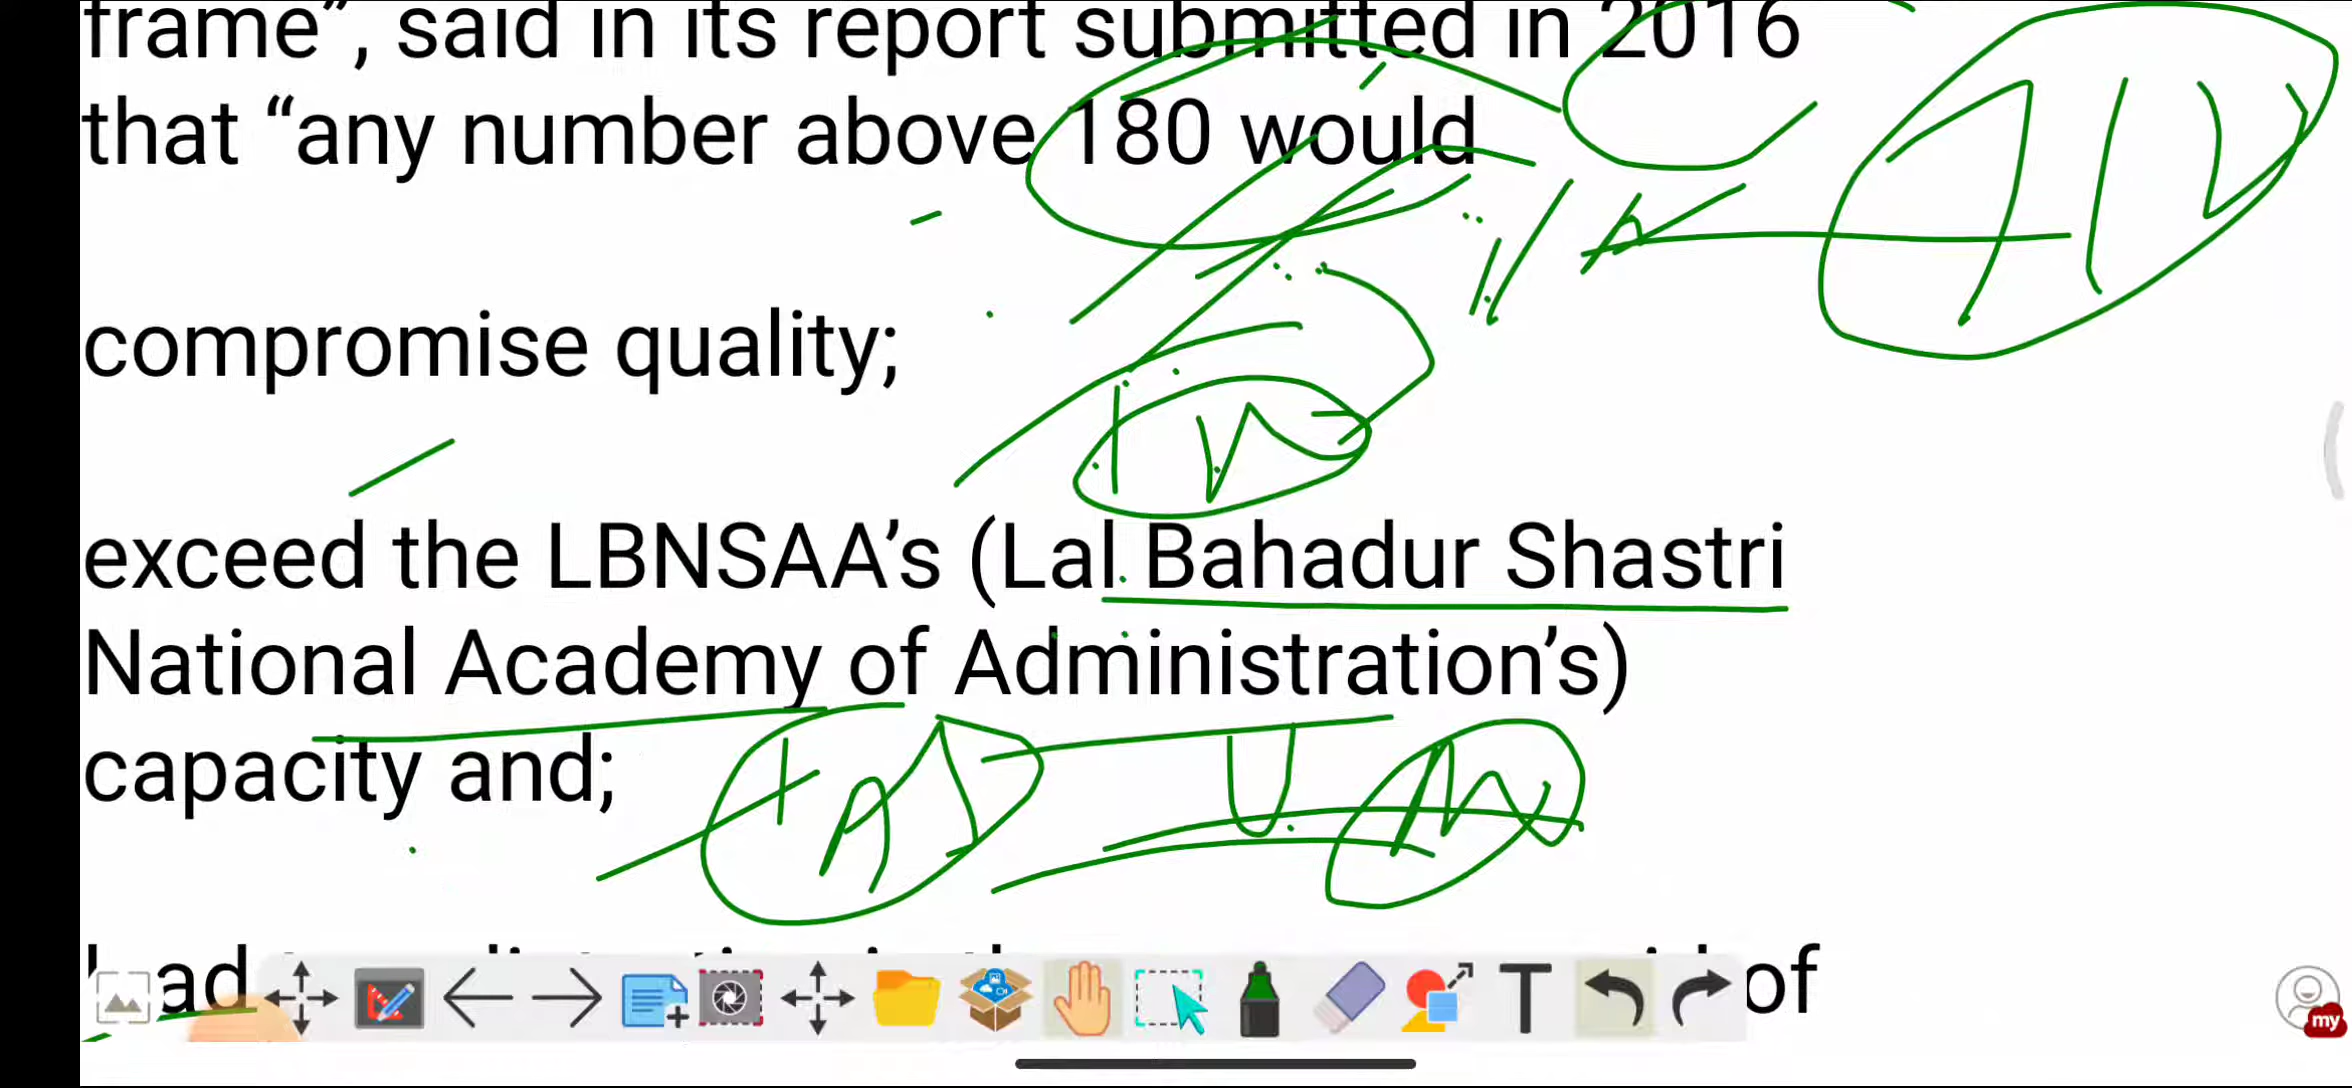 frame”, said in its report submitted in 2016
that “any number above 180 would
compromise quality;
exceed the LBNSAA’s (Lal Bahadur Shastri
National Academy of Administration’s)
capacity and;
of
my